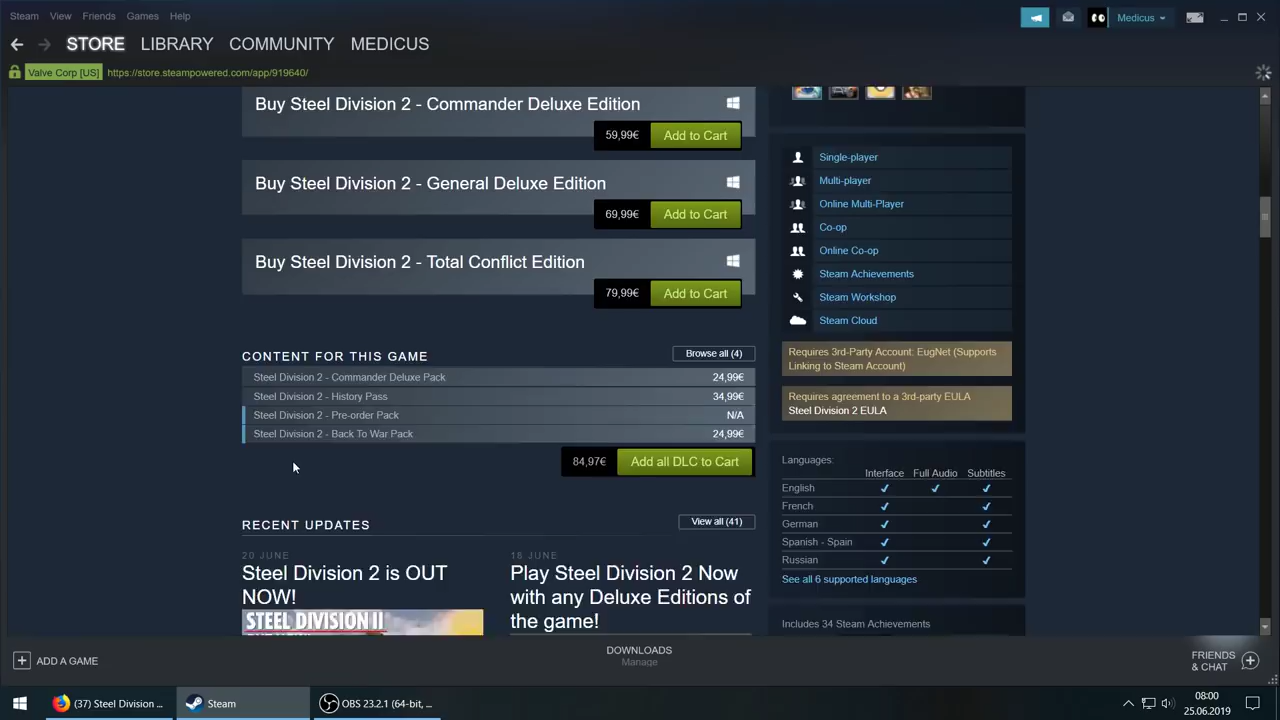 Steam View Friends Games Help
Medicus
STORE LIBRARY COMMUNITY MEDICUS
Valve Corp [US] https://store.steampowered.com/app/919640/
Buy Steel Division 2 - Commander Deluxe Edition
59,99€ Add to Cart
Buy Steel Division 2 - General Deluxe Edition
69,99€ Add to Cart
Buy Steel Division 2 - Total Conflict Edition
79,99€ Add to Cart
CONTENT FOR THIS GAME Browse all (4)
Steel Division 2 - Commander Deluxe Pack 24,99€
Steel Division 2 - History Pass 34,99€
Steel Division 2 - Pre-order Pack N/A
Steel Division 2 - Back To War Pack 24,99€
84,97€ Add all DLC to Cart
RECENT UPDATES View all (41)
20 JUNE
Steel Division 2 is OUT
NOW!
STEEL DIVISION II
18 JUNE
Play Steel Division 2 Now
with any Deluxe Editions of
the game!
Single-player
Multi-player
Online Multi-Player
Co-op
Online Co-op
Steam Achievements
Steam Workshop
Steam Cloud
Requires 3rd-Party Account: EugNet (Supports
Linking to Steam Account)
Requires agreement to a 3rd-party EULA
Steel Division 2 EULA
Languages:
Interface Full Audio Subtitles
English
French
German
Spanish - Spain
Russian
See all 6 supported languages
Includes 34 Steam Achievements
ADD A GAME
DOWNLOADS
Manage
FRIENDS
& CHAT
(37) Steel Division ...
Steam
OBS 23.2.1 (64-bit, ...
08:00
25.06.2019